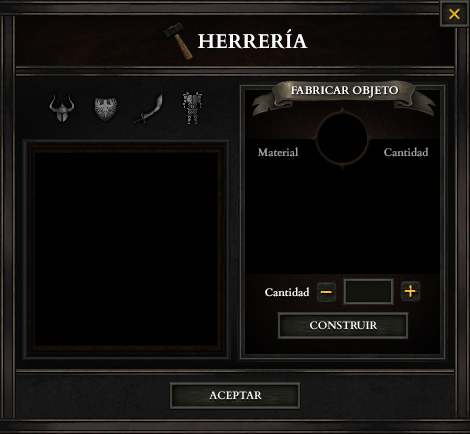 HERRERÍA
FABRICAR OBJETO
Material Cantidad
Cantidad
CONSTRUIR
ACEPTAR